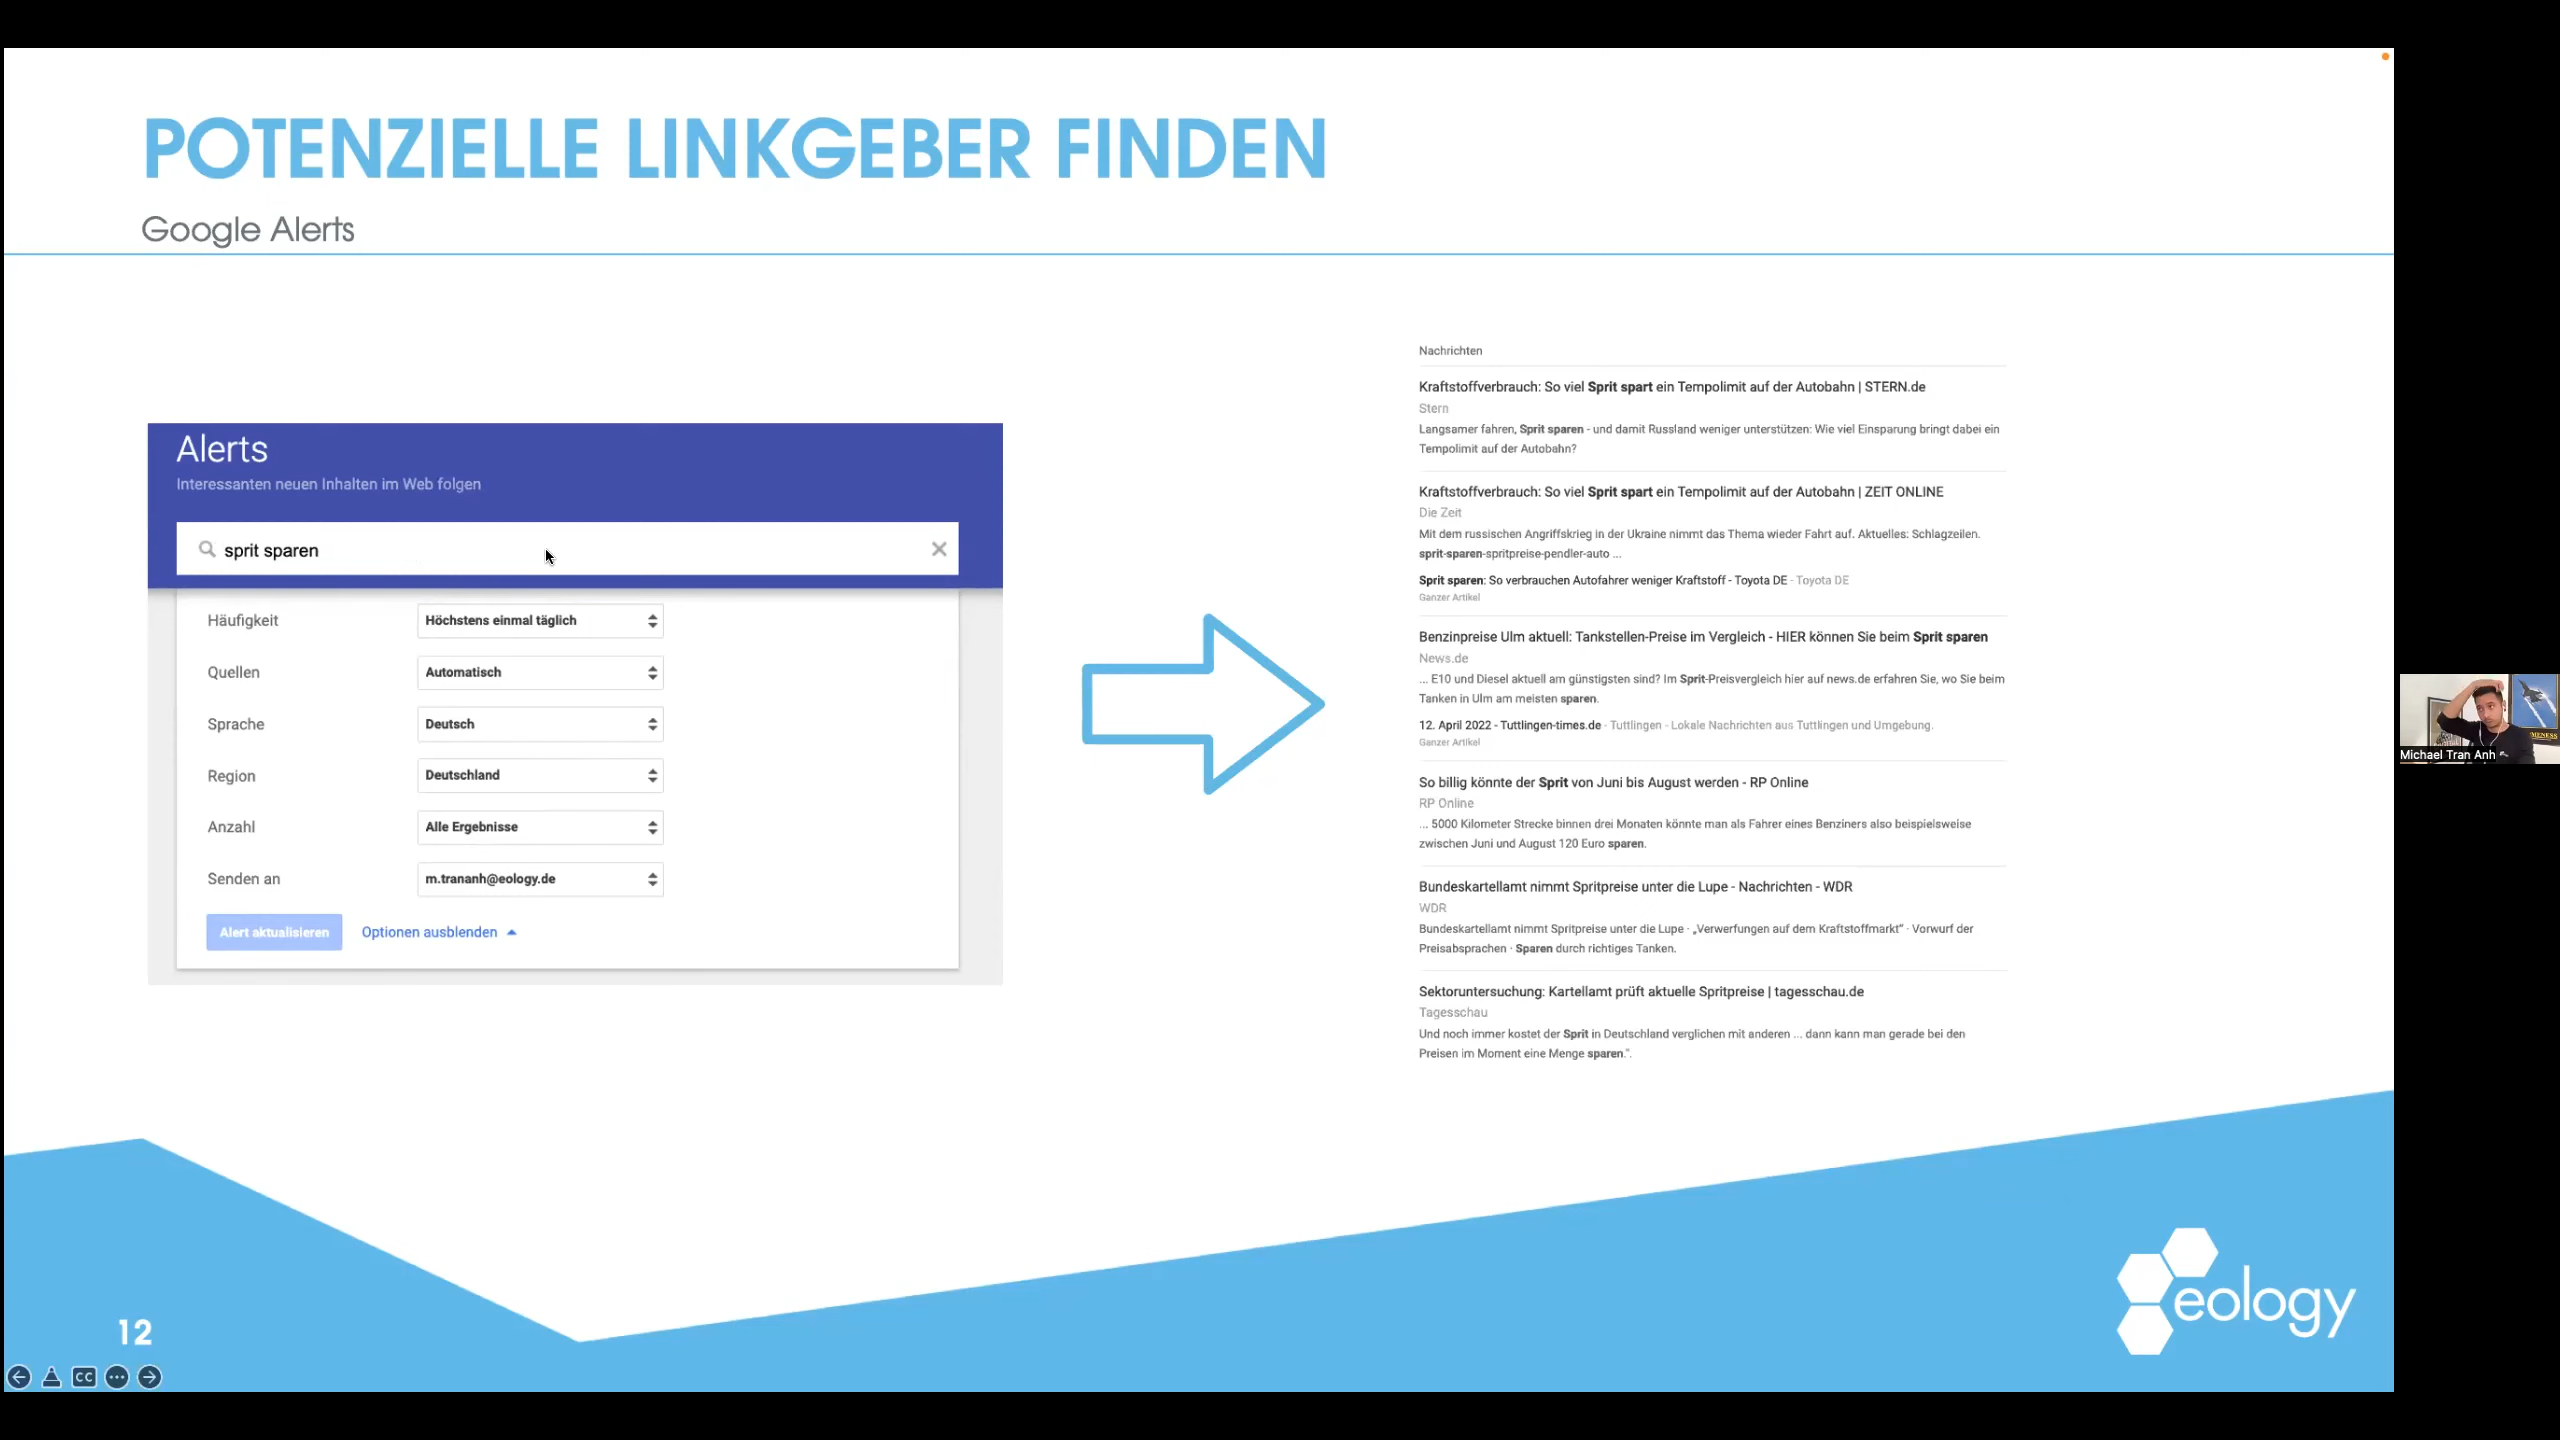 POTENZIELLE LINKGEBER FINDEN
Google Alerts
Alerts
Interessanten neuen Inhalten im Web folgen
sprit sparen
Häufigkeit
Höchstens einmal täglich
Quellen
Automatisch
Sprache
Deutsch
Region
Deutschland
Anzahl
Alle Ergebnisse
Senden an
m.trananh@eology.de
Alert aktualisieren
Optionen ausblenden
Nachrichten
Kraftstoffverbrauch: So viel Sprit spart ein Tempolimit auf der Autobahn | STERN.de
Stern
Langsamer fahren, Sprit sparen - und damit Russland weniger unterstützen: Wie viel Einsparung bringt dabei ein
Tempolimit auf der Autobahn?
Kraftstoffverbrauch: So viel Sprit spart ein Tempolimit auf der Autobahn | ZEIT ONLINE
Die Zeit
Mit dem russischen Angriffskrieg in der Ukraine nimmt das Thema wieder Fahrt auf. Aktuelles: Schlagzeilen.
sprit-sparen-spritpreise-pendler-auto ...
Sprit sparen: So verbrauchen Autofahrer weniger Kraftstoff - Toyota DE - Toyota DE
Ganzer Artikel
Benzinpreise Ulm aktuell: Tankstellen-Preise im Vergleich - HIER können Sie beim Sprit sparen
News.de
... E10 und Diesel aktuell am günstigsten sind? Im Sprit-Preisvergleich hier auf news.de erfahren Sie, wo Sie beim
Tanken in Ulm am meisten sparen.
12. April 2022 - Tuttlingen-times.de - Tuttlingen - Lokale Nachrichten aus Tuttlingen und Umgebung.
Ganzer Artikel
So billig könnte der Sprit von Juni bis August werden - RP Online
RP Online
... 5000 Kilometer Strecke binnen drei Monaten könnte man als Fahrer eines Benziners also beispielsweise
zwischen Juni und August 120 Euro sparen.
Bundeskartellamt nimmt Spritpreise unter die Lupe - Nachrichten - WDR
WDR
Bundeskartellamt nimmt Spritpreise unter die Lupe · „Verwerfungen auf dem Kraftstoffmarkt" · Vorwurf der
Preisabsprachen · Sparen durch richtiges Tanken.
Sektoruntersuchung: Kartellamt prüft aktuelle Spritpreise | tagesschau.de
Tagesschau
Und noch immer kostet der Sprit in Deutschland verglichen mit anderen ... dann kann man gerade bei den
Preisen im Moment eine Menge sparen.".
Michael Tran Anh
eology
12
CC